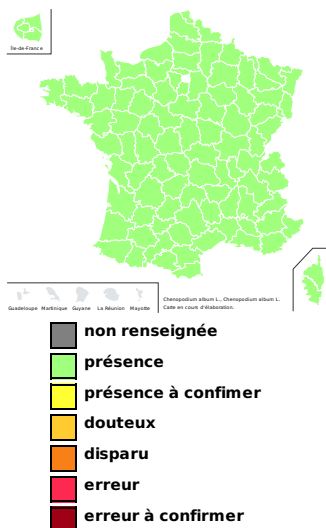 Île-de-France
Guadeloupe Martinique Guyane La Réunion Mayotte
Chenopodium album L., Chenopodium album L.
Carte en cours d'élaboration.
non renseignée
présence
présence à confimer
douteux
disparu
erreur
erreur à confirmer